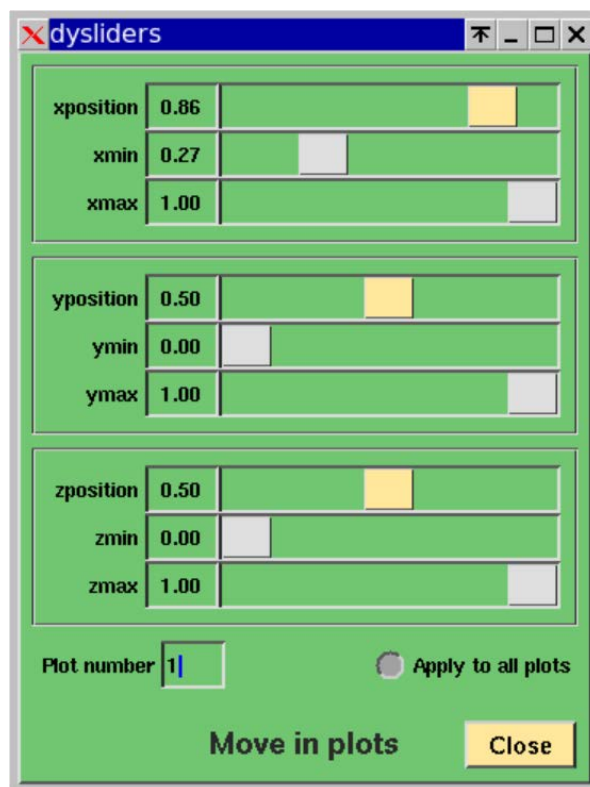 dysliders
xposition 0.86
xmin 0.27
xmax 1.00
yposition 0.50
ymin 0.00
ymax 1.00
zposition 0.50
zmin 0.00
zmax 1.00
Plot number 1 Apply to all plots
Move in plots Close